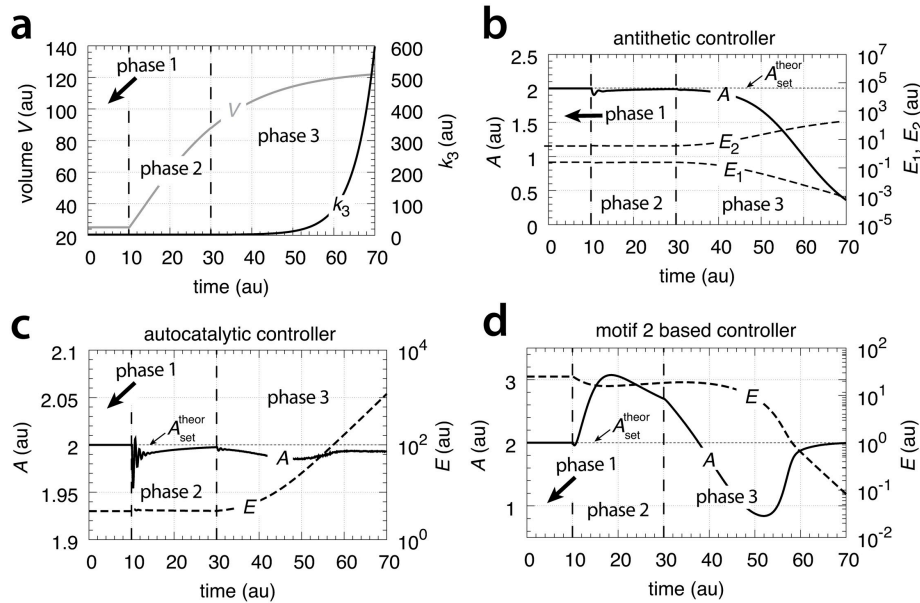 a
140
120
100
80
60
40
20
volume V (au)
phase 1
V
phase 2
phase 3
k3
600
500
400
300
200
100
0
k3 (au)
0 10 20 30 40 50 60 70
time (au)
b
antithetic controller
2.5
2
1.5
1
0.5
0
A (au)
A theor set
A
phase 1
E2
E1
phase 2
phase 3
10^7
10^5
10^3
10^1
10^-1
10^-3
10^-5
E1, E2 (au)
0 10 20 30 40 50 60 70
time (au)
c
autocatalytic controller
2.1
2.05
2
1.95
1.9
A (au)
phase 1
phase 3
A theor set
A
phase 2
E
10^4
10^2
10^0
E (au)
0 10 20 30 40 50 60 70
time (au)
d
motif 2 based controller
3
2
1
A (au)
E
A theor set
phase 1
A
phase 2
phase 3
10^2
10^1
10^0
10^-1
10^-2
E (au)
0 10 20 30 40 50 60 70
time (au)